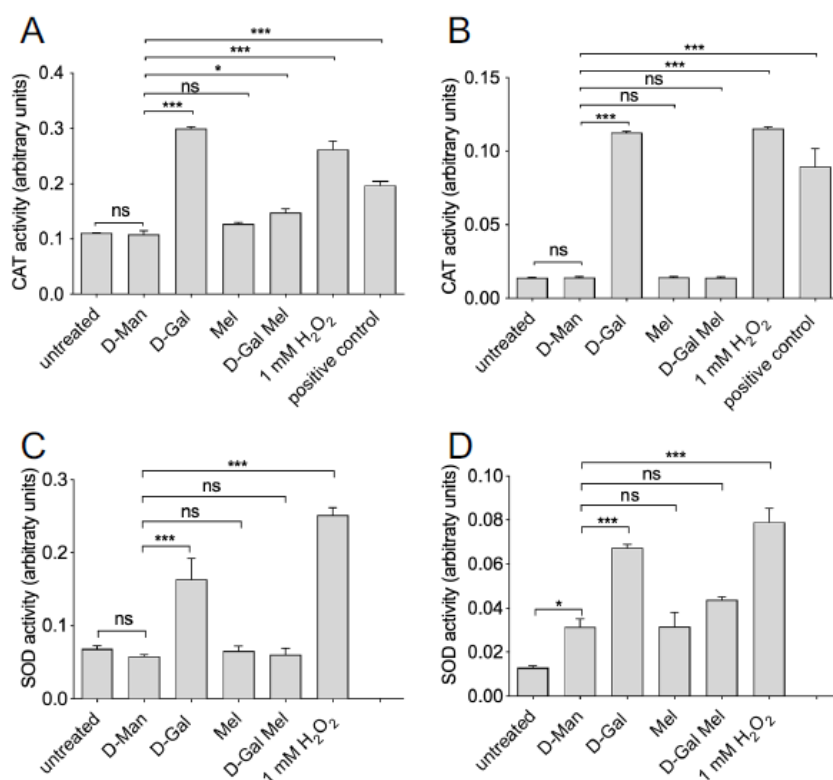 A
***
***
*
ns
***
ns
CAT activity (arbitrary units)
0.4
0.3
0.2
0.1
0.0
untreated
D-Man
D-Gal
Mel
D-Gal Mel
1 mM H₂O₂
positive control
B
***
***
ns
ns
***
ns
CAT activity (arbitrary units)
0.15
0.10
0.05
0.00
untreated
D-Man
D-Gal
Mel
D-Gal Mel
1 mM H₂O₂
positive control
C
***
ns
ns
***
ns
SOD activity (arbitraty units)
0.3
0.2
0.1
0.0
untreated
D-Man
D-Gal
Mel
D-Gal Mel
1 mM H₂O₂
D
***
ns
ns
***
*
SOD activity (arbitraty units)
0.10
0.08
0.06
0.04
0.02
0.00
untreated
D-Man
D-Gal
Mel
D-Gal Mel
1 mM H₂O₂